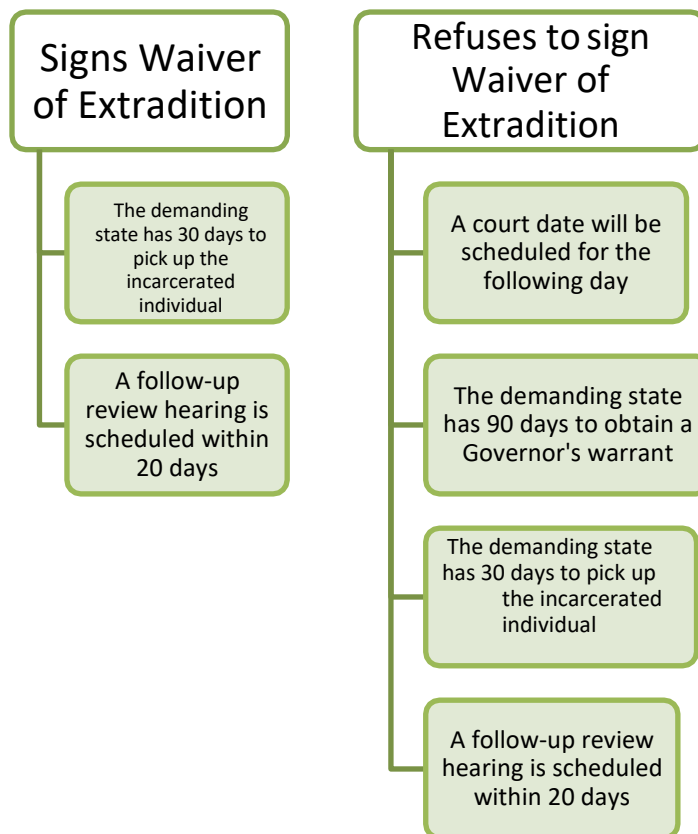 Signs Waiver
of Extradition
The demanding
state has 30 days to
pick up the
incarcerated
individual
A follow-up
review hearing is
scheduled within
20 days
Refuses to sign
Waiver of
Extradition
A court date will be
scheduled for the
following day
The demanding state
has 90 days to obtain a
Governor's warrant
The demanding state
has 30 days to pick up
the incarcerated
individual
A follow-up review
hearing is scheduled
within 20 days